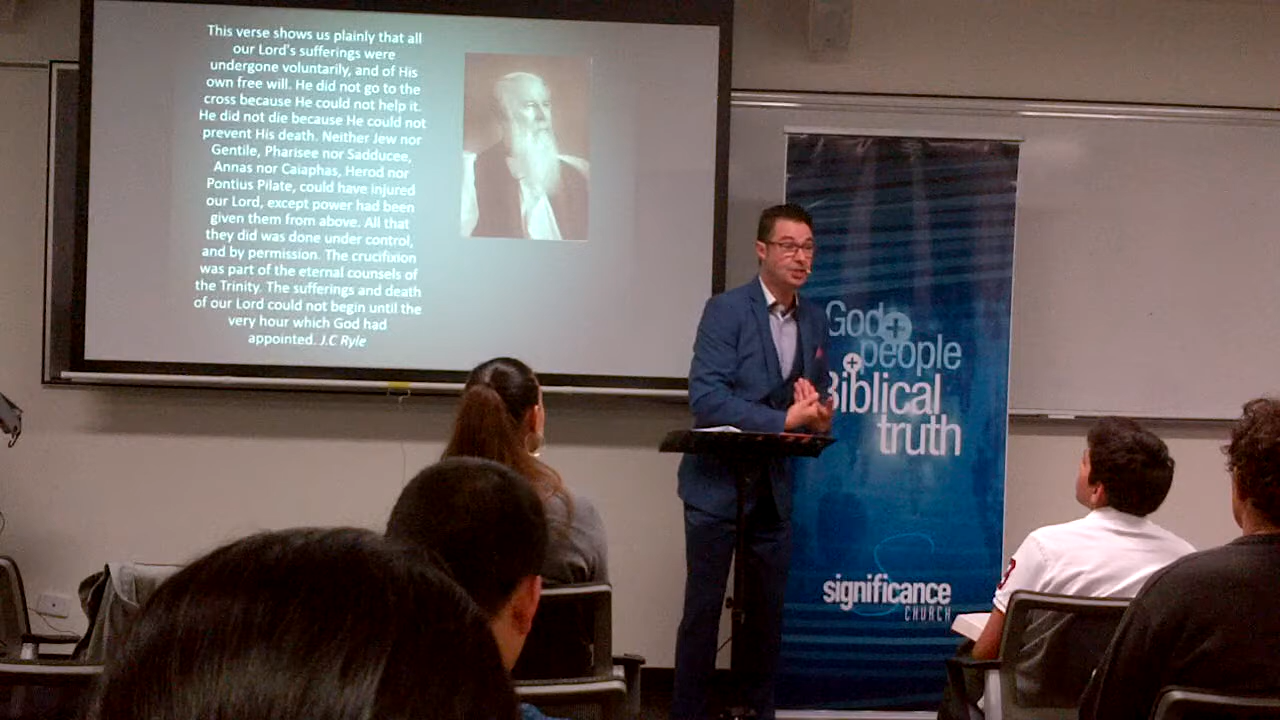 This verse shows us plainly that all
our Lord's sufferings were
undergone voluntarily, and of His
own free will. He did not go to the
cross because He could not help it.
He did not die because He could not
prevent His death. Neither Jew nor
Gentile, Pharisee nor Sadducee,
Annas nor Caiaphas, Herod nor
Pontius Pilate, could have injured
our Lord, except power had been
given them from above. All that
they did was done under control,
and by permission. The crucifixion
was part of the eternal counsels of
the Trinity. The sufferings and death
of our Lord could not begin until the
very hour which God had
appointed. J.C Ryle
God+
+people
Biblical
truth
significance
CHURCH
3